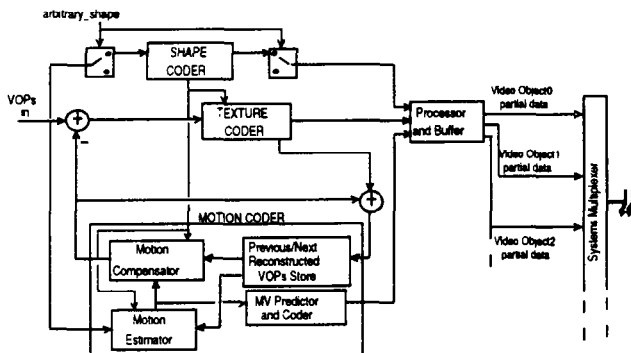 arbitrary_shape
SHAPE
CODER
VOPs
in
TEXTURE
CODER
Processor
and Buffer
Video Object0
partial data
Video Object1
partial data
Video Object2
partial data
Systems Multiplexer
MOTION CODER
Motion
Compensator
Previous/Next
Reconstructed
VOPs Store
MV Predictor
and Coder
Motion
Estimator